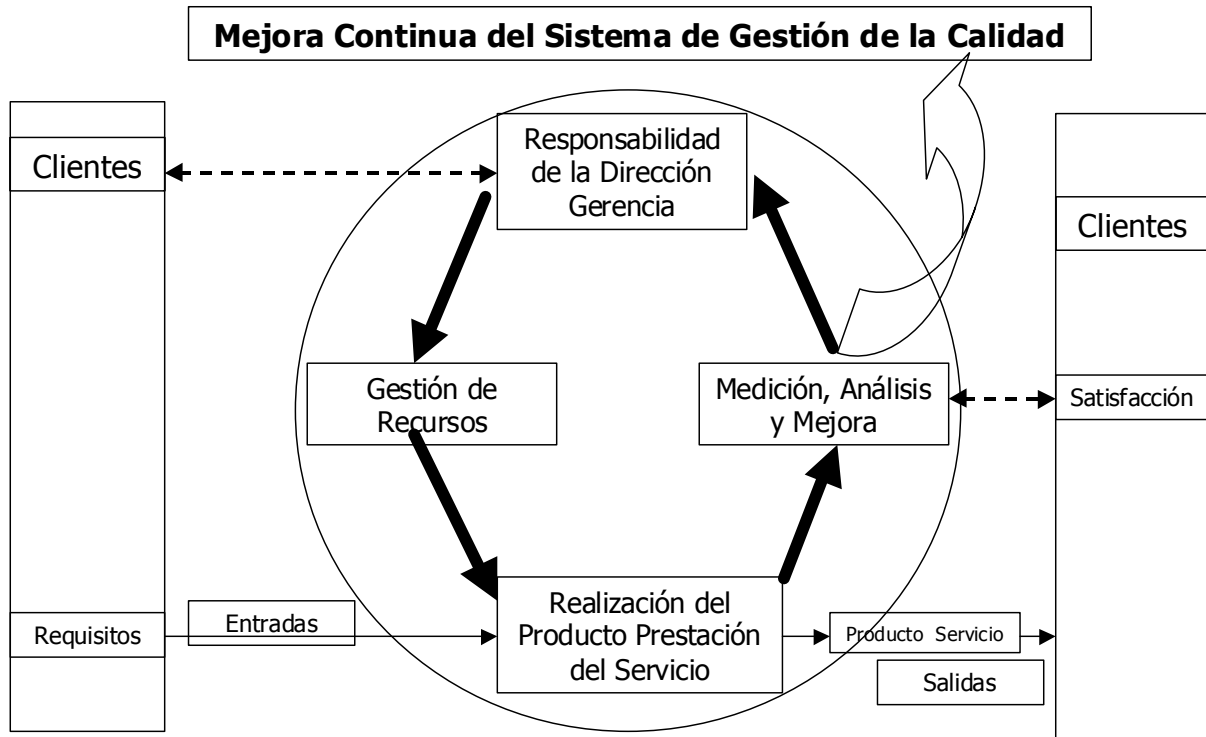 Mejora Continua del Sistema de Gestión de la Calidad
Clientes
Responsabilidad
de la Dirección
Gerencia
Clientes
Gestión de
Recursos
Medición, Análisis
y Mejora
Satisfacción
Requisitos
Entradas
Realización del
Producto Prestación
del Servicio
Producto Servicio
Salidas